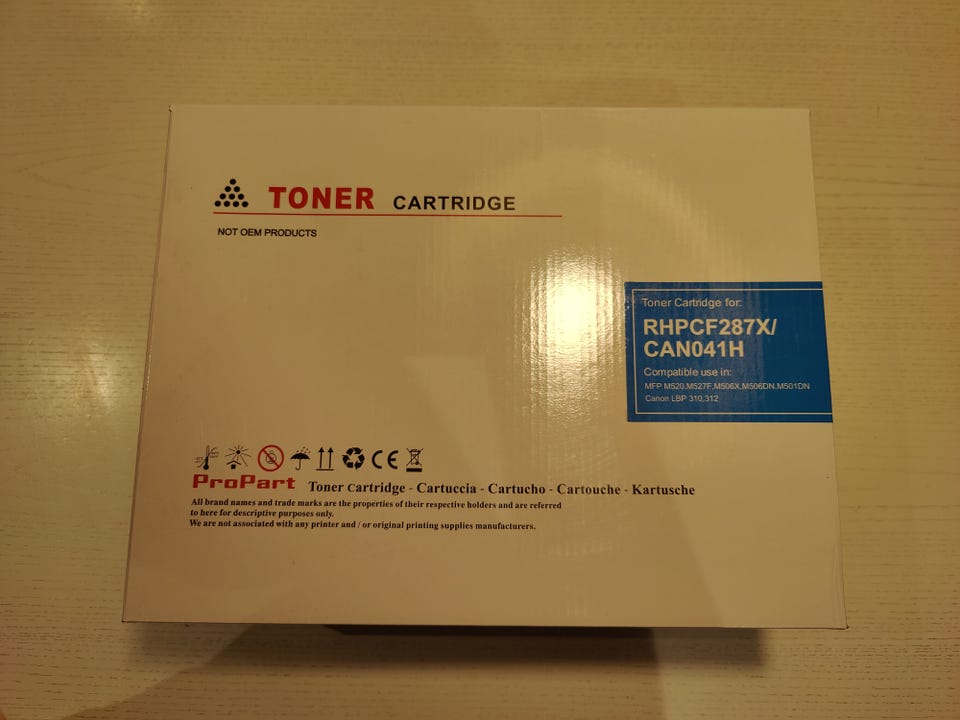 TONER CARTRIDGE
NOT OEM PRODUCTS
Toner Cartridge for:
RHPCF287X/
CAN041H
Compatible use in:
MFP M520,M527F,M506X,M506DN,M501DN
Canon LBP 310,312
CE
ProPart Toner Cartridge - Cartuccia - Cartucho - Cartouche - Kartusche
All brand names and trade marks are the properties of their respective holders and are referred
to here for descriptive purposes only.
We are not associated with any printer and / or original printing supplies manufacturers.